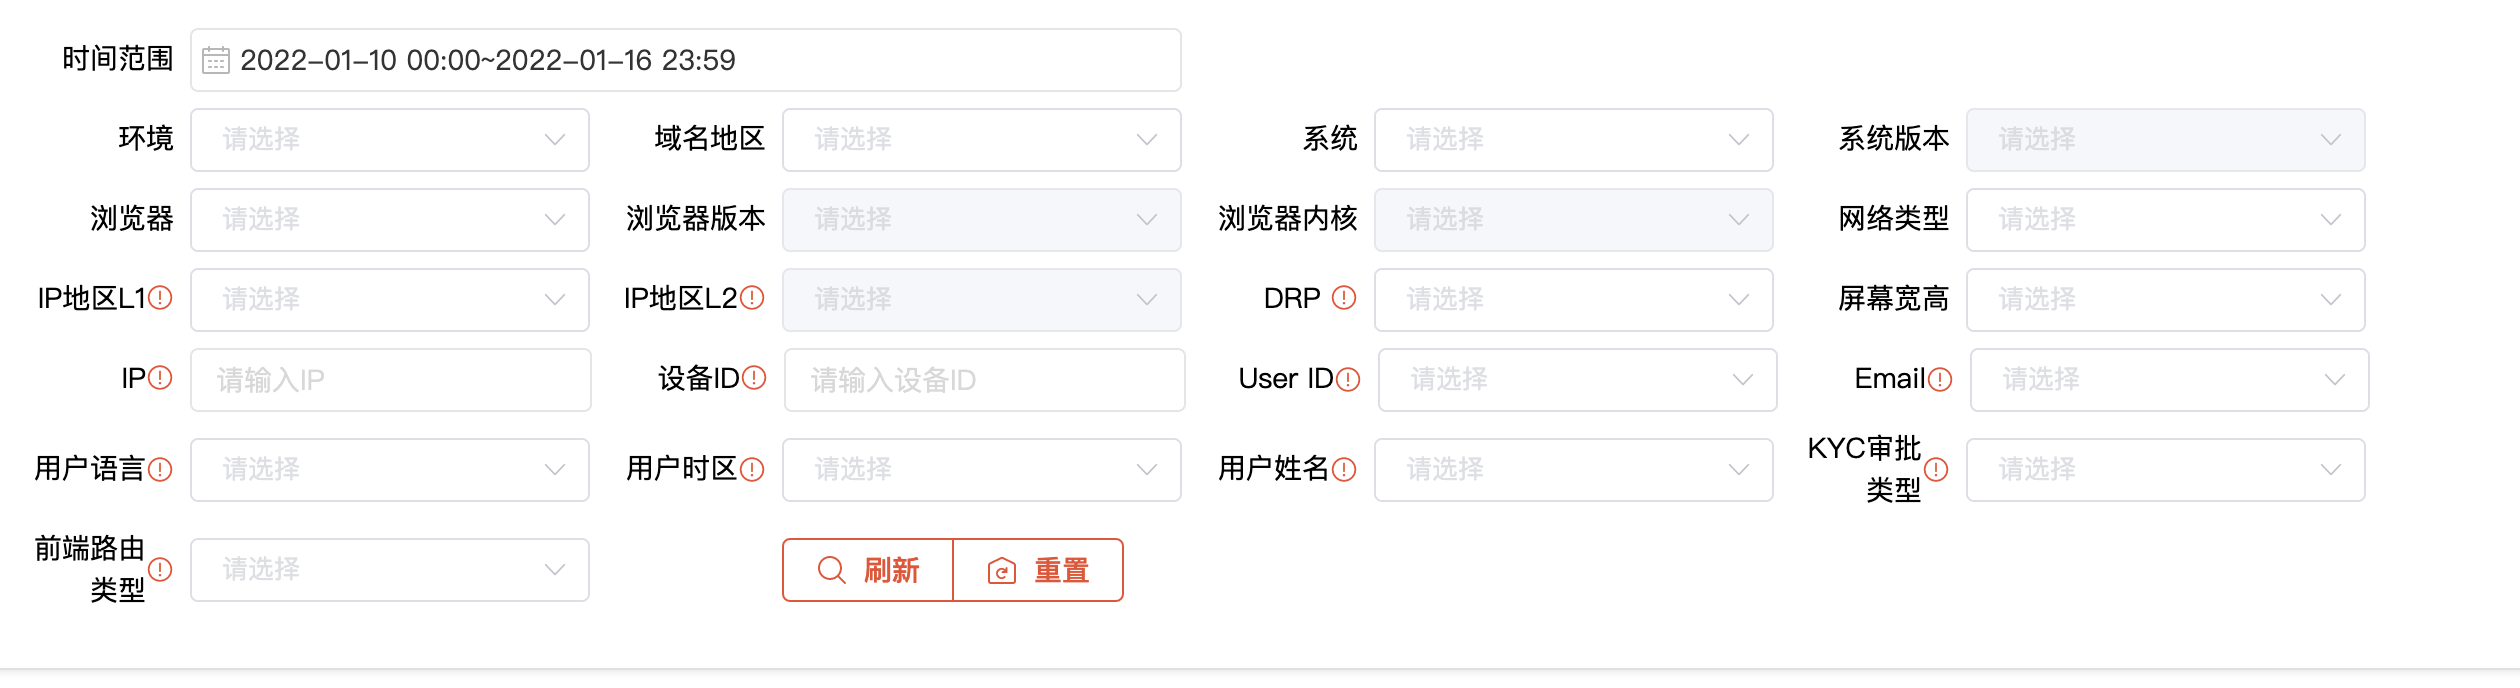 时间范围 2022-01-10 00:00~2022-01-16 23:59
环境 请选择 域名地区 请选择 系统 请选择 系统版本 请选择
浏览器 请选择 浏览器版本 请选择 浏览器内核 请选择 网络类型 请选择
IP地区L1 请选择 IP地区L2 请选择 DRP 请选择 屏幕宽高 请选择
IP 请输入IP 设备ID 请输入设备ID User ID 请选择 Email 请选择
用户语言 请选择 用户时区 请选择 用户姓名 请选择 KYC审批
类型 请选择
前端路由
类型 请选择 刷新 重置